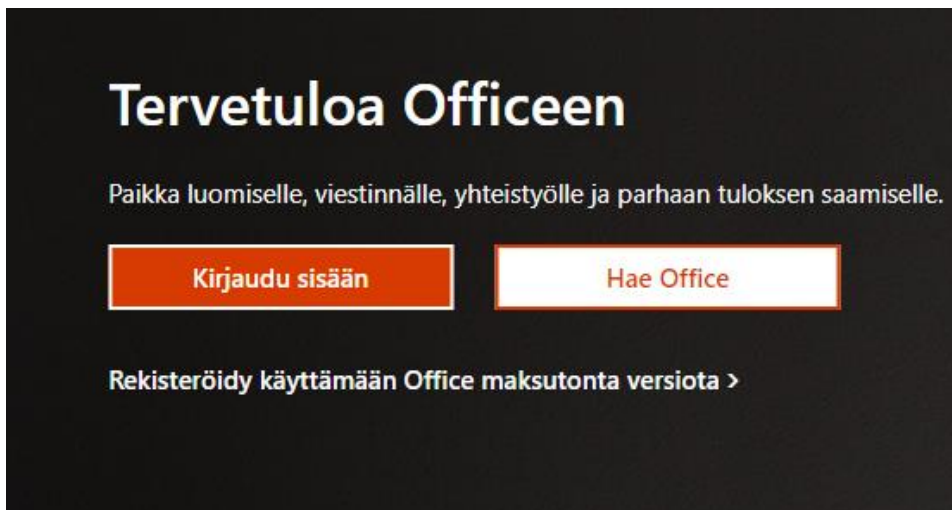 Tervetuloa Officeen
Paikka luomiselle, viestinnälle, yhteistyölle ja parhaan tuloksen saamiselle.
Kirjaudu sisään
Hae Office
Rekisteröidy käyttämään Office maksutonta versiota >